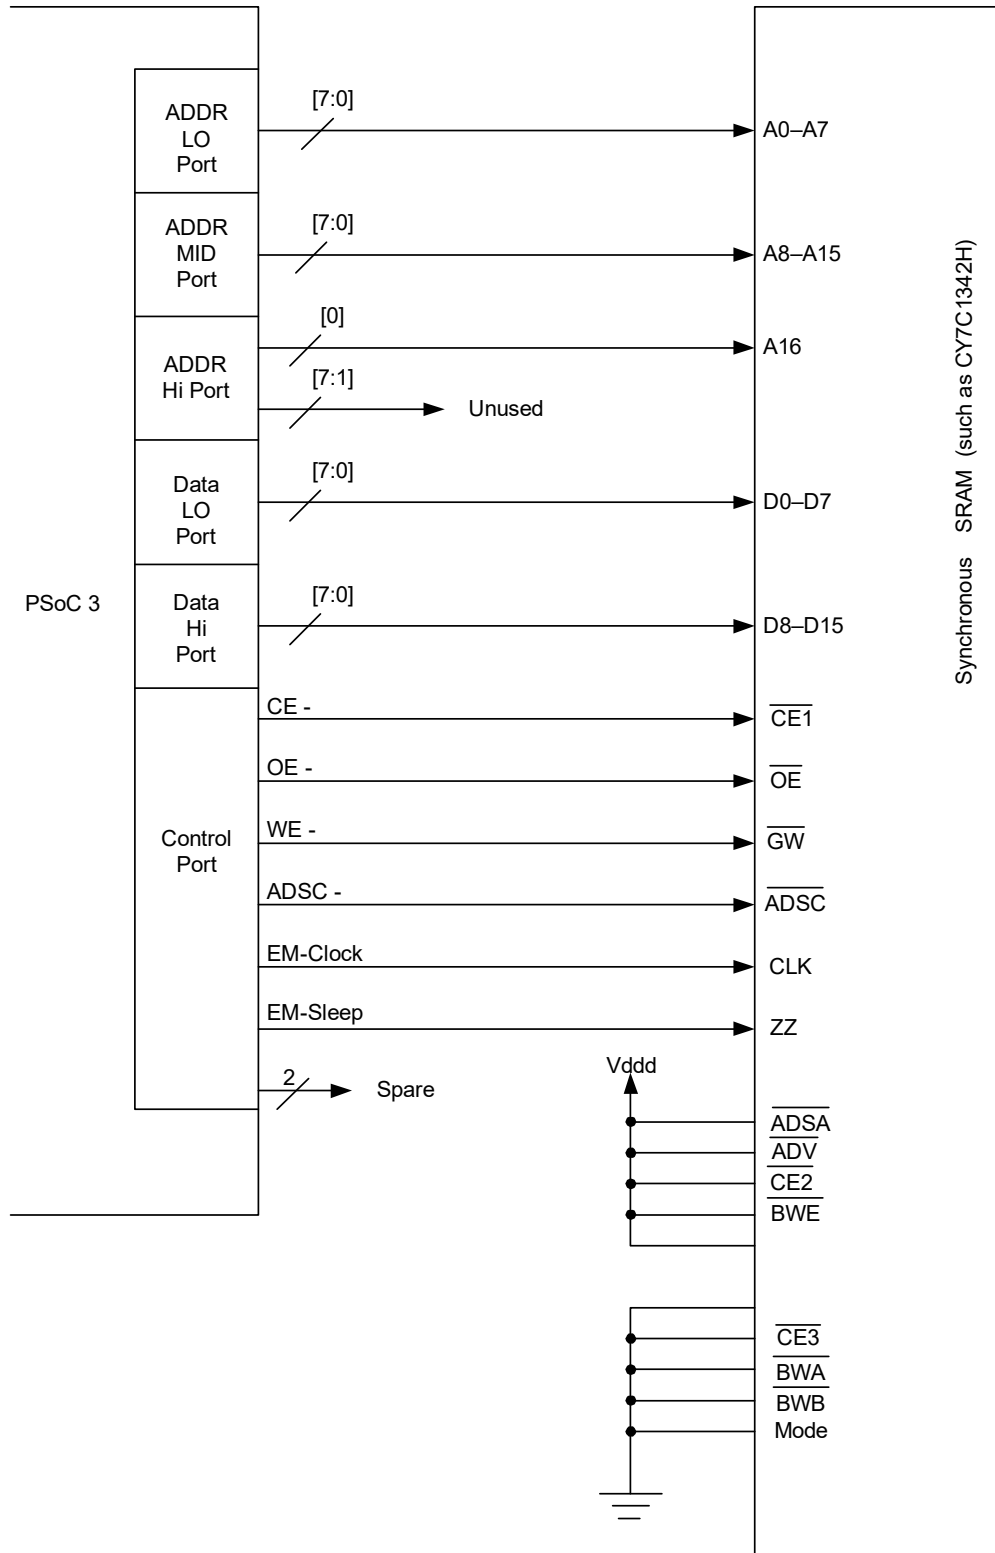 ADDR
LO
Port
[7:0]
A0–A7
ADDR
MID
Port
[7:0]
A8–A15
ADDR
Hi Port
[0]
A16
[7:1]
Unused
Data
LO
Port
[7:0]
D0–D7
PSoC 3
Data
Hi
Port
[7:0]
D8–D15
Synchronous SRAM (such as CY7C1342H)
Control
Port
CE -
CE1
OE -
OE
WE -
GW
ADSC -
ADSC
EM-Clock
CLK
EM-Sleep
ZZ
2
Spare
Vddd
ADSA
ADV
CE2
BWE
CE3
BWA
BWB
Mode